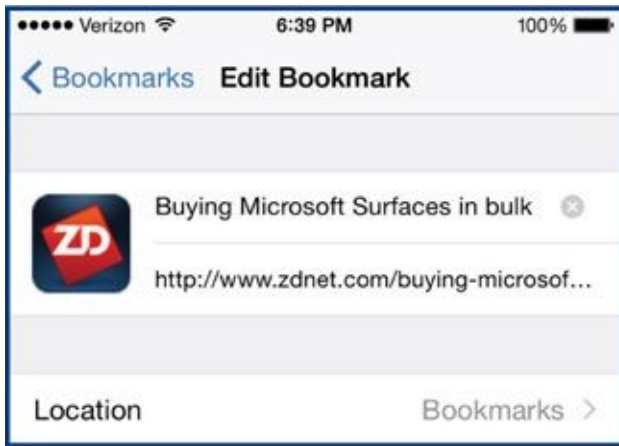 Verizon 6:39 PM 100%
Bookmarks Edit Bookmark
ZD
Buying Microsoft Surfaces in bulk
http://www.zdnet.com/buying-microsof...
Location Bookmarks